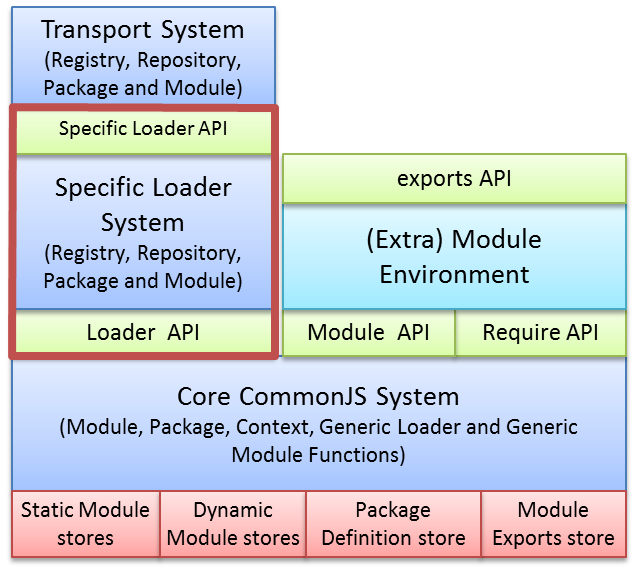 Transport System
(Registry, Repository,
Package and Module)
Specific Loader API
Specific Loader
System
(Registry, Repository,
Package and Module)
Loader API
exports API
(Extra) Module
Environment
Module API
Require API
Core CommonJS System
(Module, Package, Context, Generic Loader and Generic
Module Functions)
Static Module
stores
Dynamic
Module stores
Package
Definition store
Module
Exports store